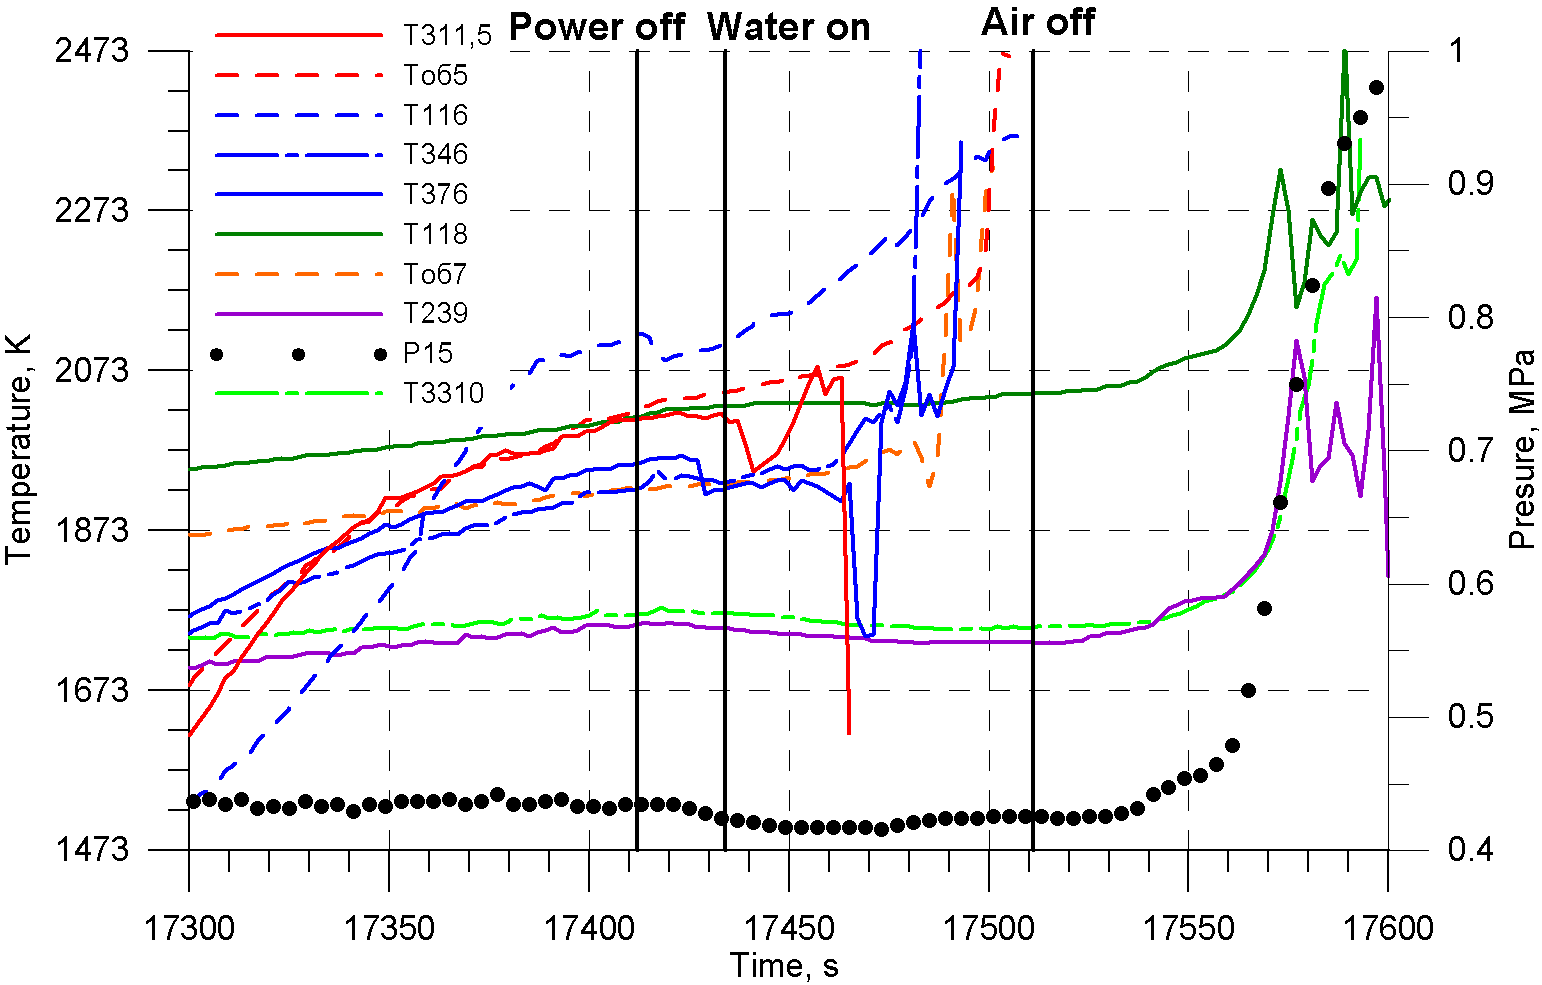 Power off Water on Air off
T311,5
To65
T116
T346
T376
T118
To67
T239
P15
T3310
2473
2273
2073
1873
1673
1473
Temperature, K
1
0.9
0.8
0.7
0.6
0.5
0.4
Presure, MPa
17300 17350 17400 17450 17500 17550 17600
Time, s